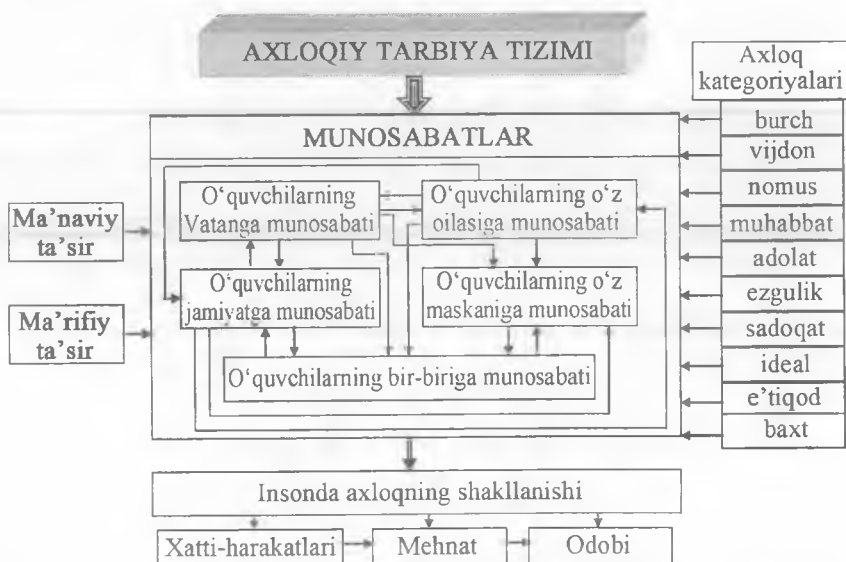 AXLOQIY TARBIYA TIZIMI
Axloq
kategoriyalari
burch
vijdon
nomus
muhabbat
adolat
ezgulik
sadoqat
ideal
e’tiqod
baxt
MUNOSABATLAR
Ma’naviy
ta’sir
Ma’rifiy
ta’sir
O‘quvchilarning
Vatanga munosabati
O‘quvchilarning o‘z
oilasiga munosabati
O‘quvchilarning
jamiyatga munosabati
O‘quvchilarning o‘z
maskaniga munosabati
O‘quvchilarning bir-biriga munosabati
Insonda axloqning shakllanishi
Xatti-harakatlari
Mehnat
Odobi